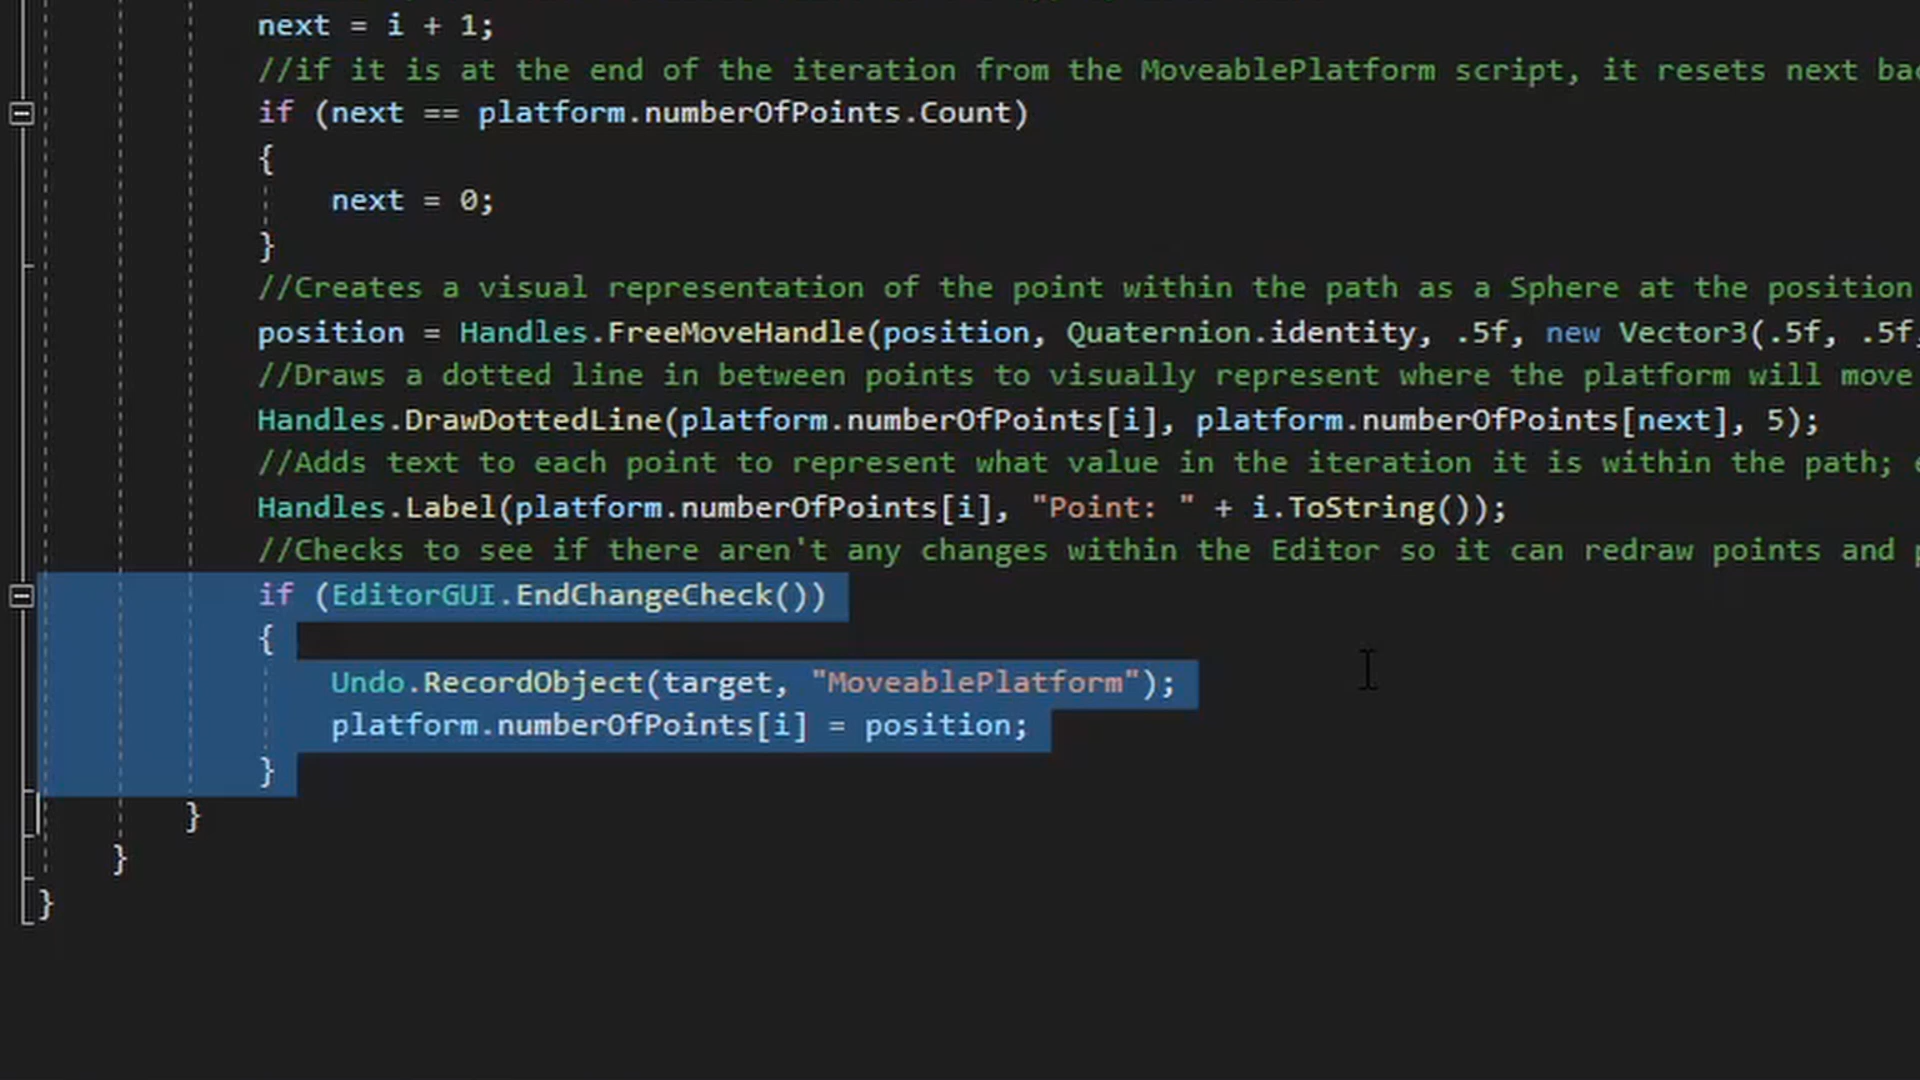 next = i + 1;
//if it is at the end of the iteration from the MoveablePlatform script, it resets next
if (next == platform.numberOfPoints.Count)
{
next = 0;
}
//Creates a visual representation of the point within the path as a Sphere at the position
position = Handles.FreeMoveHandle(position, Quaternion.identity, .5f, new Vector3(.5f, .5f,
//Draws a dotted line in between points to visually represent where the platform will move
Handles.DrawDottedLine(platform.numberOfPoints[i], platform.numberOfPoints[next], 5);
//Adds text to each point to represent what value in the iteration it is within the path;
Handles.Label(platform.numberOfPoints[i], "Point: " + i.ToString());
//Checks to see if there aren't any changes within the Editor so it can redraw points and
if (EditorGUI.EndChangeCheck())
{
Undo.RecordObject(target, "MoveablePlatform");
platform.numberOfPoints[i] = position;
}
}
}
}